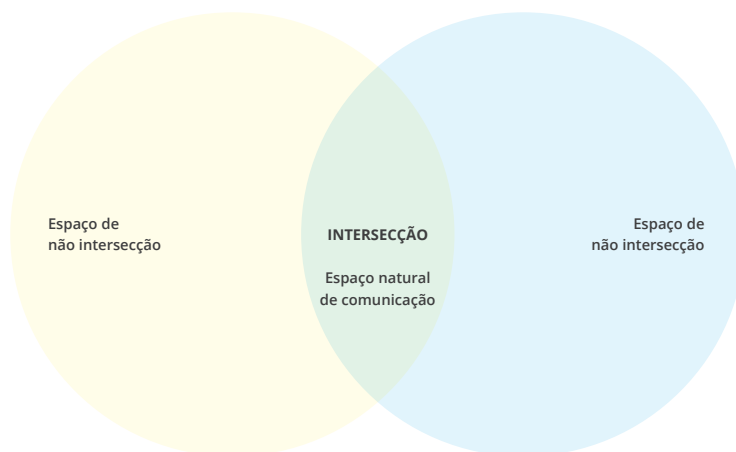 Espaço de
não intersecção
INTERSECÇÃO
Espaço natural
de comunicação
Espaço de
não intersecção